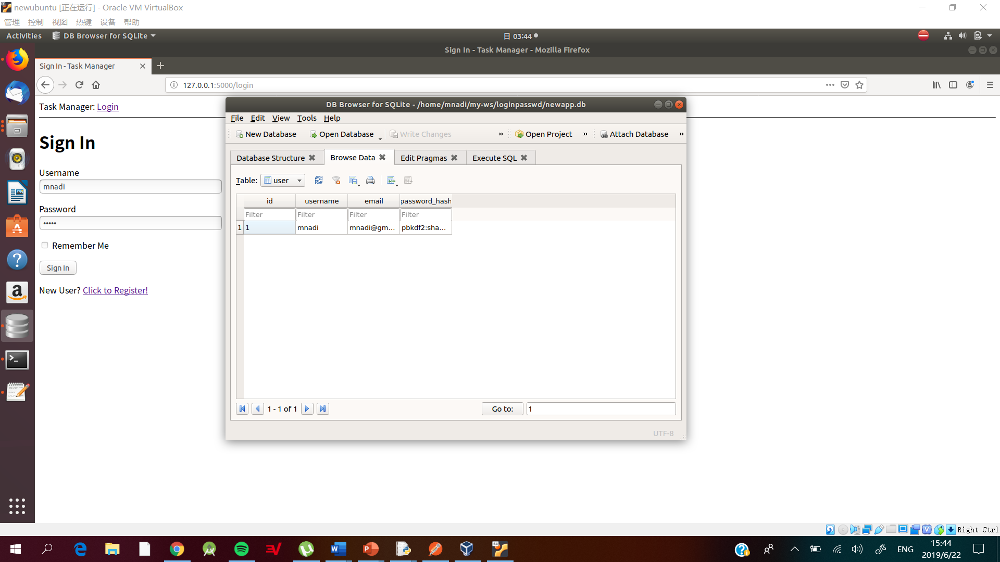 newubuntu [正在运行] - Oracle VM VirtualBox
管理 控制 视图 热键 设备 帮助
Activities DB Browser for SQLite 日 03:44
Sign In - Task Manager - Mozilla Firefox
Sign In - Task Manager
127.0.0.1:5000/login
Task Manager: Login
Sign In
Username
mnadi
Password
•••••
Remember Me
Sign In
New User? Click to Register!
DB Browser for SQLite - /home/mnadi/my-ws/loginpasswd/newapp.db
File Edit View Tools Help
New Database Open Database Write Changes » Open Project » Attach Database »
Database Structure Browse Data Edit Pragmas Execute SQL
Table: user
id username email password_hash
Filter Filter Filter Filter
1 1 mnadi mnadi@gm... pbkdf2:sha...
1 - 1 of 1 Go to: 1
UTF-8
Right Ctrl
ENG
15:44
2019/6/22